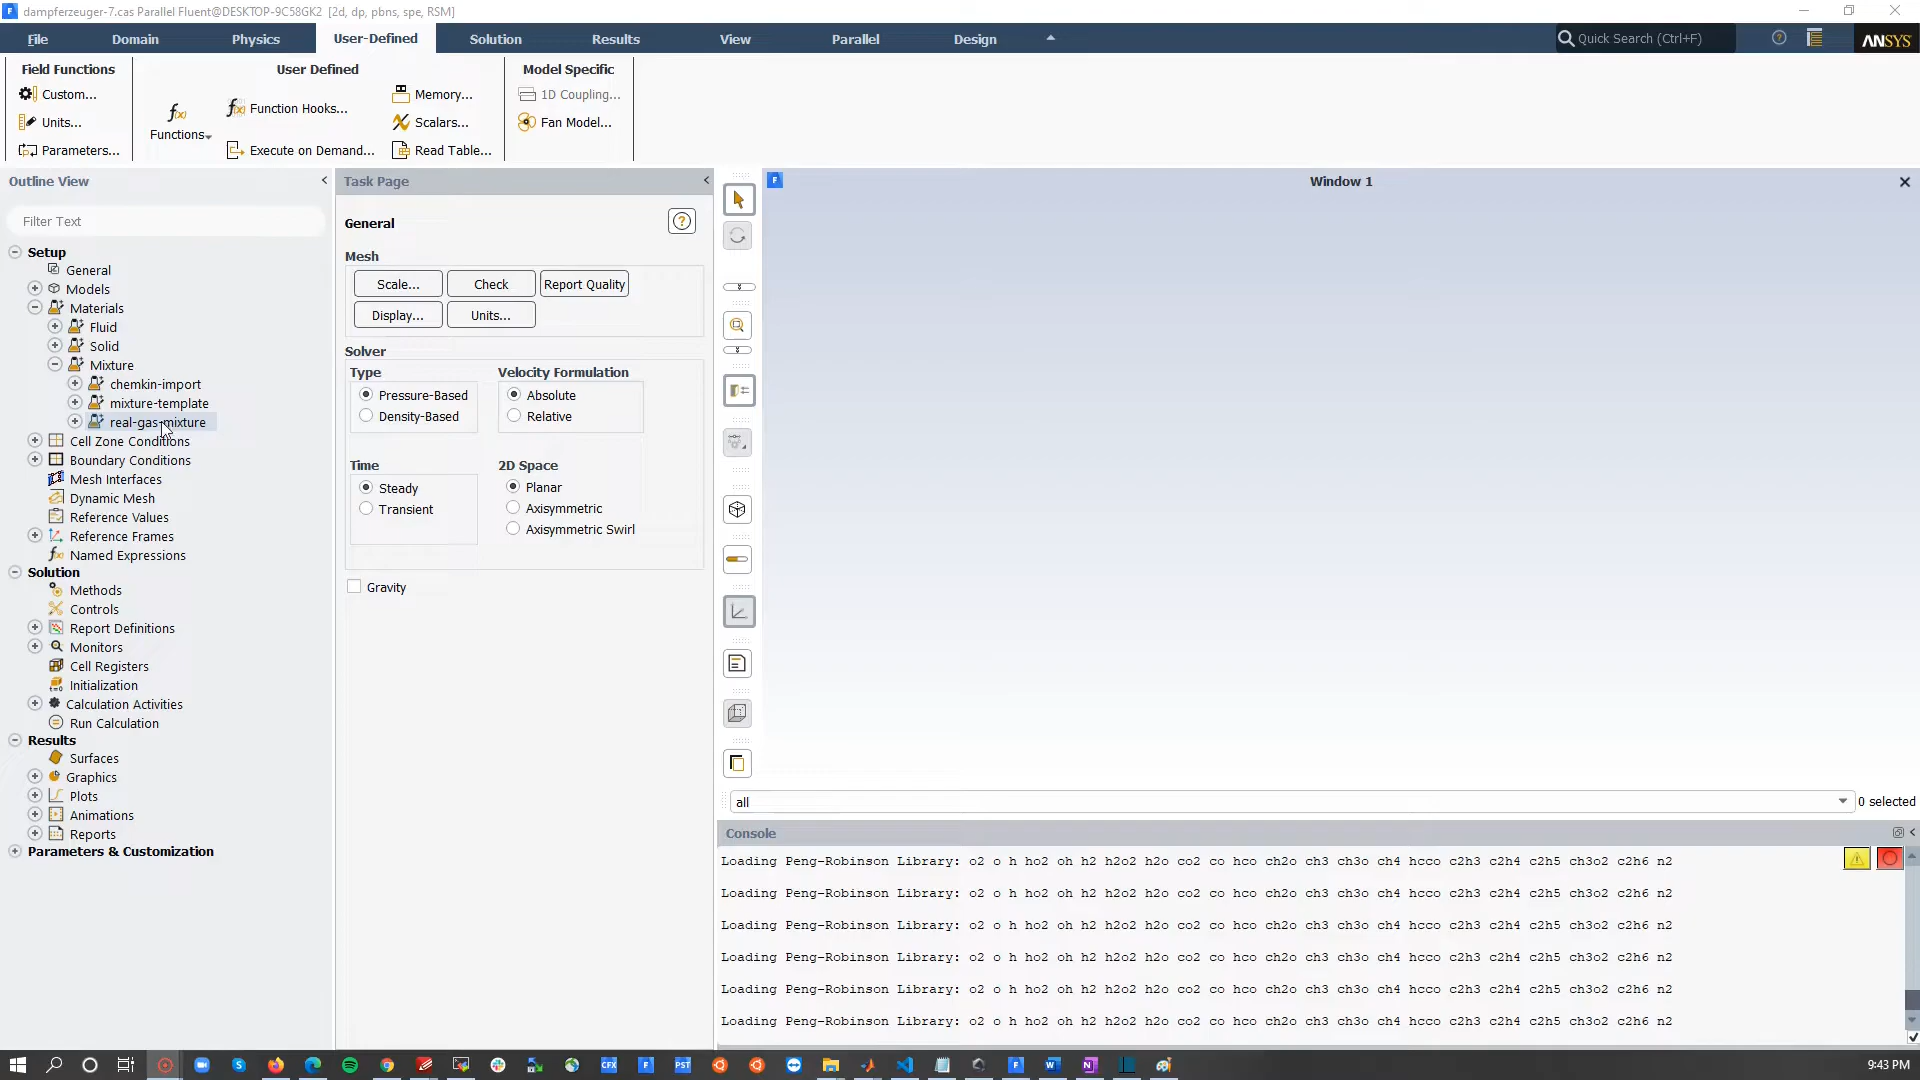 dampferzeuger-7.cas Parallel Fluent@DESKTOP-9C58GK2 [2d, dp, pbns, spe, RSM]
File Domain Physics User-Defined Solution Results View Parallel Design Quick Search (Ctrl+F) ANSYS
Field Functions User Defined Model Specific
Custom... Memory... 1D Coupling...
Function Hooks...
Units... Scalars... Fan Model...
Functions
Parameters... Execute on Demand... Read Table...
Outline View
Filter Text
Setup
General
Models
Materials
Fluid
Solid
Mixture
chemkin-import
mixture-template
real-gas-mixture
Cell Zone Conditions
Boundary Conditions
Mesh Interfaces
Dynamic Mesh
Reference Values
Reference Frames
Named Expressions
Solution
Methods
Controls
Report Definitions
Monitors
Cell Registers
Initialization
Calculation Activities
Run Calculation
Results
Surfaces
Graphics
Plots
Animations
Reports
Parameters & Customization
Task Page
General
Mesh
Scale... Check Report Quality
Display... Units...
Solver
Type Velocity Formulation
Pressure-Based Absolute
Density-Based Relative
Time 2D Space
Steady Planar
Transient Axisymmetric
Axisymmetric Swirl
Gravity
Window 1
all 0 selected
Console
Loading Peng-Robinson Library: o2 o h ho2 oh h2 h2o2 h2o co2 co hco ch2o ch3 ch3o ch4 hcco c2h3 c2h4 c2h5 ch3o2 c2h6 n2
Loading Peng-Robinson Library: o2 o h ho2 oh h2 h2o2 h2o co2 co hco ch2o ch3 ch3o ch4 hcco c2h3 c2h4 c2h5 ch3o2 c2h6 n2
Loading Peng-Robinson Library: o2 o h ho2 oh h2 h2o2 h2o co2 co hco ch2o ch3 ch3o ch4 hcco c2h3 c2h4 c2h5 ch3o2 c2h6 n2
Loading Peng-Robinson Library: o2 o h ho2 oh h2 h2o2 h2o co2 co hco ch2o ch3 ch3o ch4 hcco c2h3 c2h4 c2h5 ch3o2 c2h6 n2
Loading Peng-Robinson Library: o2 o h ho2 oh h2 h2o2 h2o co2 co hco ch2o ch3 ch3o ch4 hcco c2h3 c2h4 c2h5 ch3o2 c2h6 n2
Loading Peng-Robinson Library: o2 o h ho2 oh h2 h2o2 h2o co2 co hco ch2o ch3 ch3o ch4 hcco c2h3 c2h4 c2h5 ch3o2 c2h6 n2
CFX PST 9:43 PM